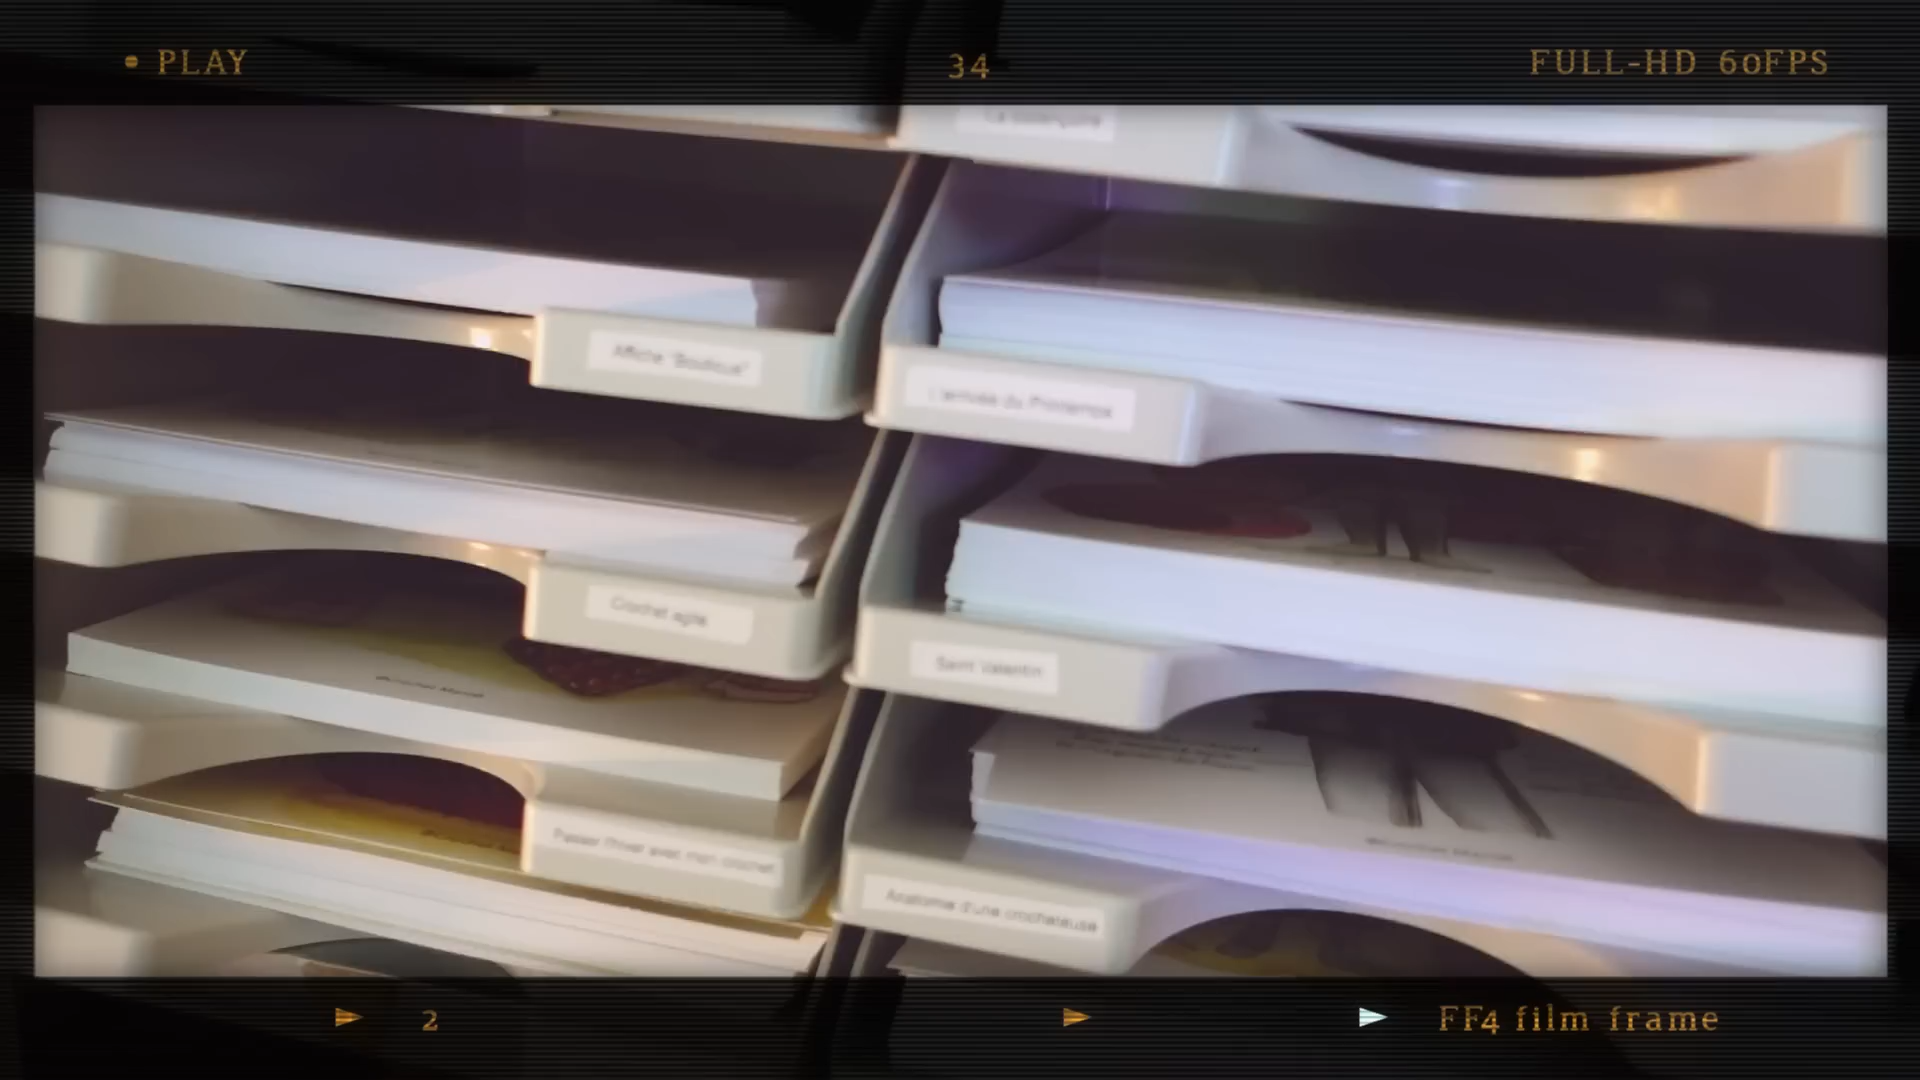 PLAY
34
FULL-HD 60FPS
Affiche "Boutique"
L'arrivée du Printemps
Crochet agile
Saint Valentin
Passer l'hiver avec mon crochet
Anatomie d'une crocheteuse
2
FF4 film frame